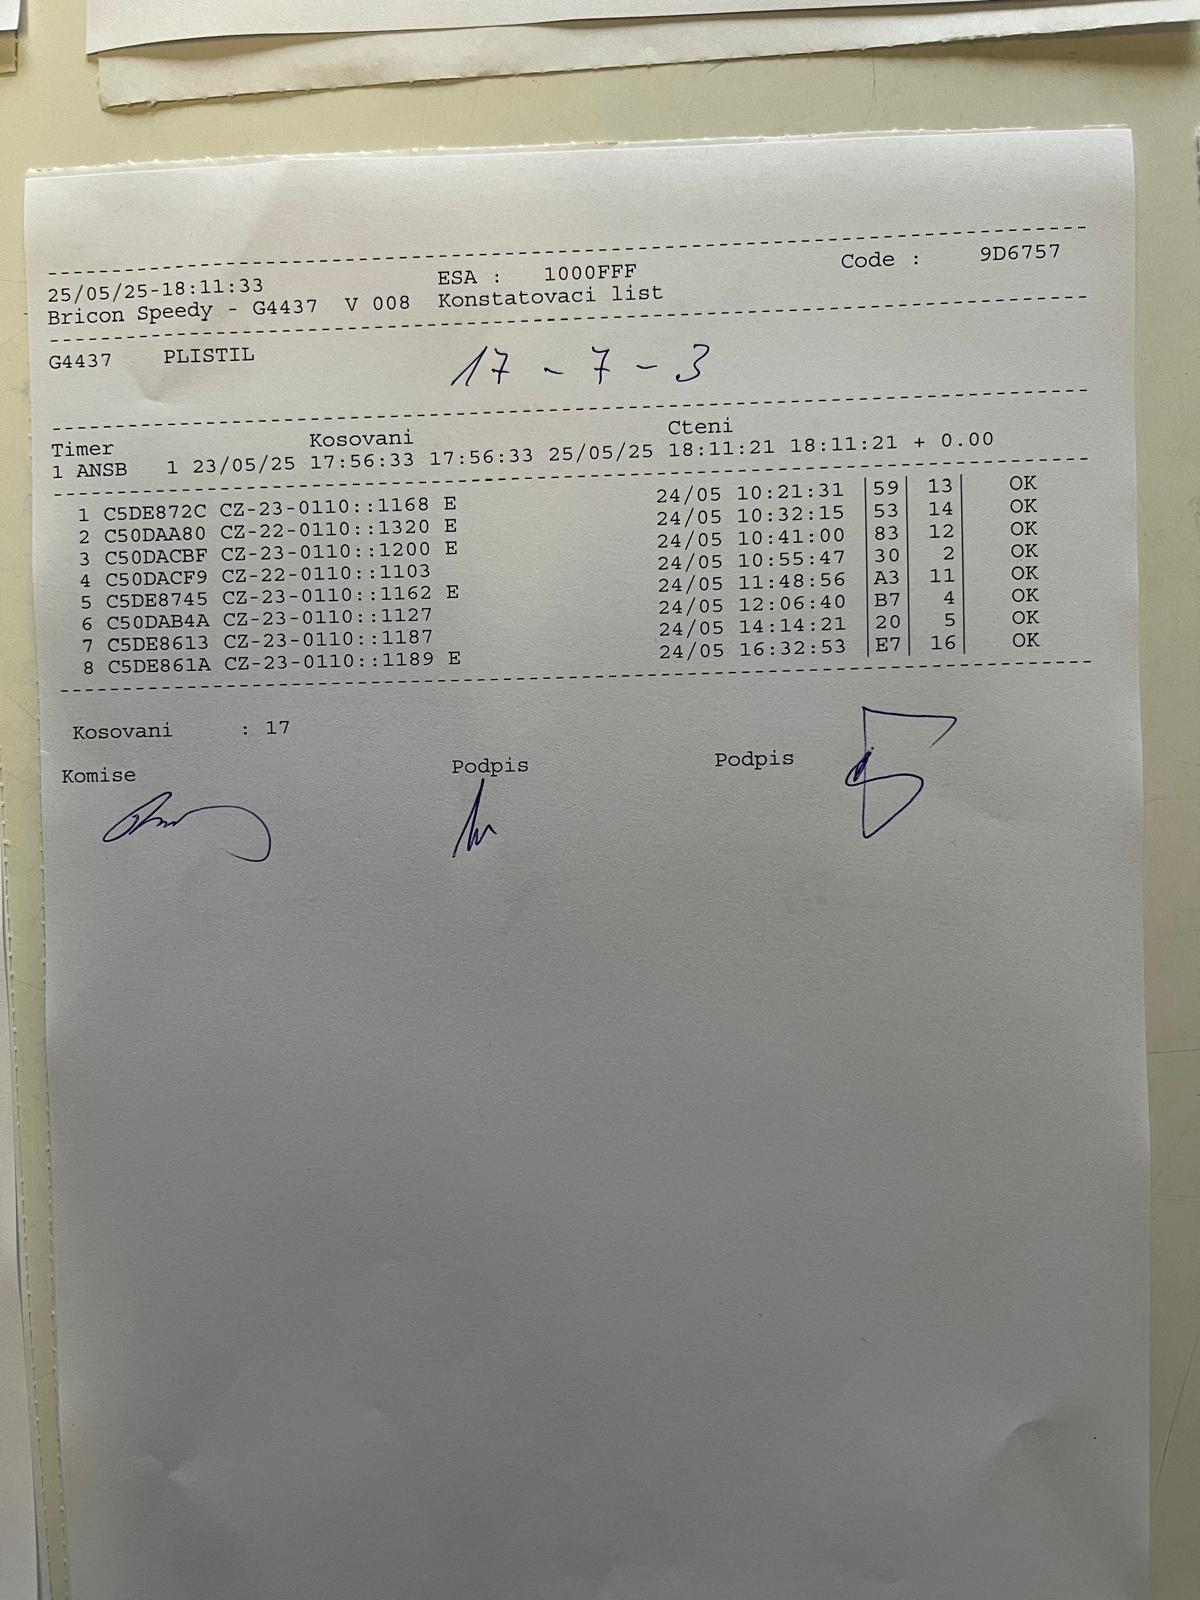 25/05/25-18:11:33 ESA : 1000FFF Code : 9D6757
Bricon Speedy - G4437 V 008 Konstatovaci list
G4437 PLISTIL
17 - 7 - 3
Timer Kosovani Cteni
1 ANSB 1 23/05/25 17:56:33 17:56:33 25/05/25 18:11:21 18:11:21 + 0.00
1 C5DE872C CZ-23-0110::1168 E 24/05 10:21:31 |59| 13| OK
2 C50DAA80 CZ-22-0110::1320 E 24/05 10:32:15 |53| 14| OK
3 C50DACBF CZ-23-0110::1200 E 24/05 10:41:00 |83| 12| OK
4 C50DACF9 CZ-22-0110::1103 24/05 10:55:47 |30| 2| OK
5 C5DE8745 CZ-23-0110::1162 E 24/05 11:48:56 |A3| 11| OK
6 C50DAB4A CZ-23-0110::1127 24/05 12:06:40 |B7| 4| OK
7 C5DE8613 CZ-23-0110::1187 24/05 14:14:21 |20| 5| OK
8 C5DE861A CZ-23-0110::1189 E 24/05 16:32:53 |E7| 16| OK
Kosovani : 17
Komise Podpis Podpis